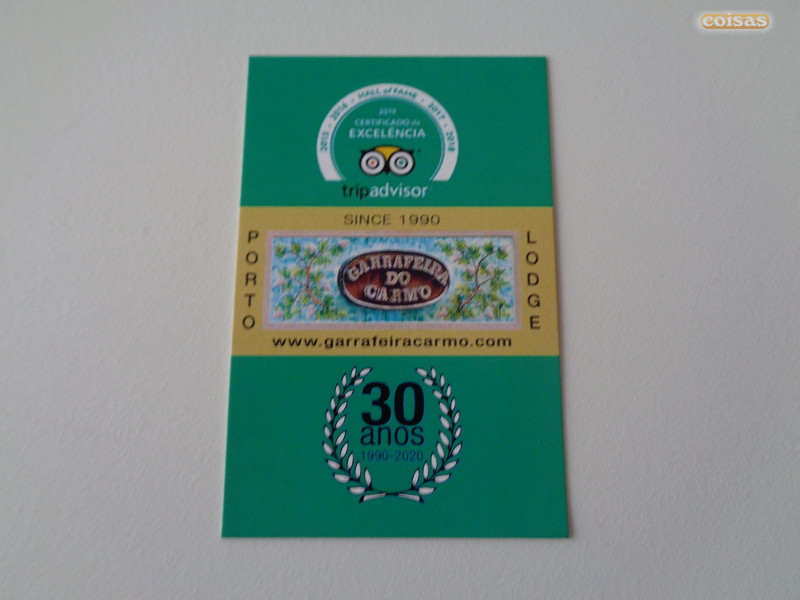 coisas
2015 • 2016 • HALL of FAME • 2017 • 2018
2019
CERTIFICADO de
EXCELÊNCIA
tripadvisor
SINCE 1990
PORTO
LODGE
GARRAFEIRA
DO
CARMO
www.garrafeiracarmo.com
30
anos
1990-2020